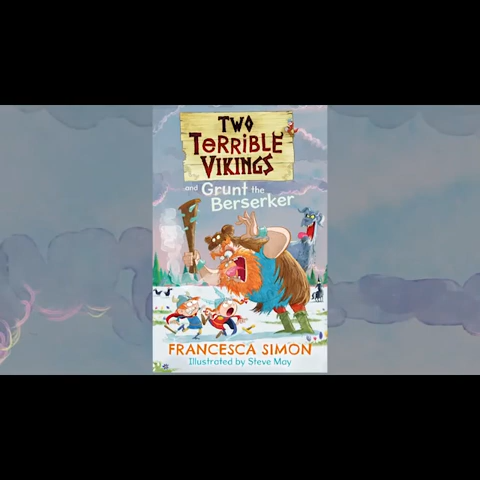 TWO
TERRIBLE
VIKINGS
and Grunt the
Berserker
FRANCESCA SIMON
Illustrated by Steve May